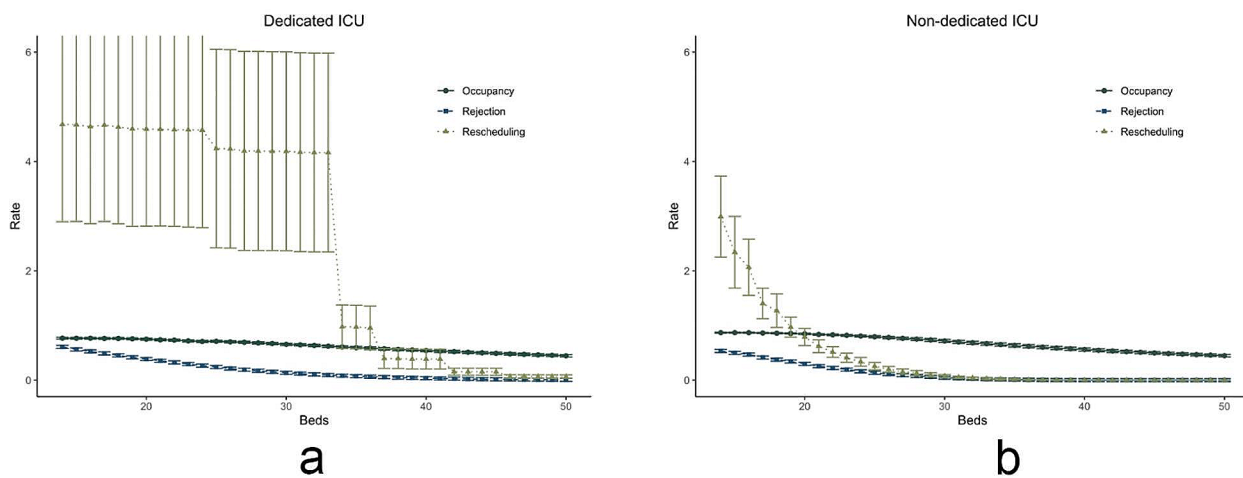 Dedicated ICU
6
4
2
0
Rate
Occupancy
Rejection
Rescheduling
20
30
40
50
Beds
a
Non-dedicated ICU
6
4
2
0
Rate
Occupancy
Rejection
Rescheduling
20
30
40
50
Beds
b